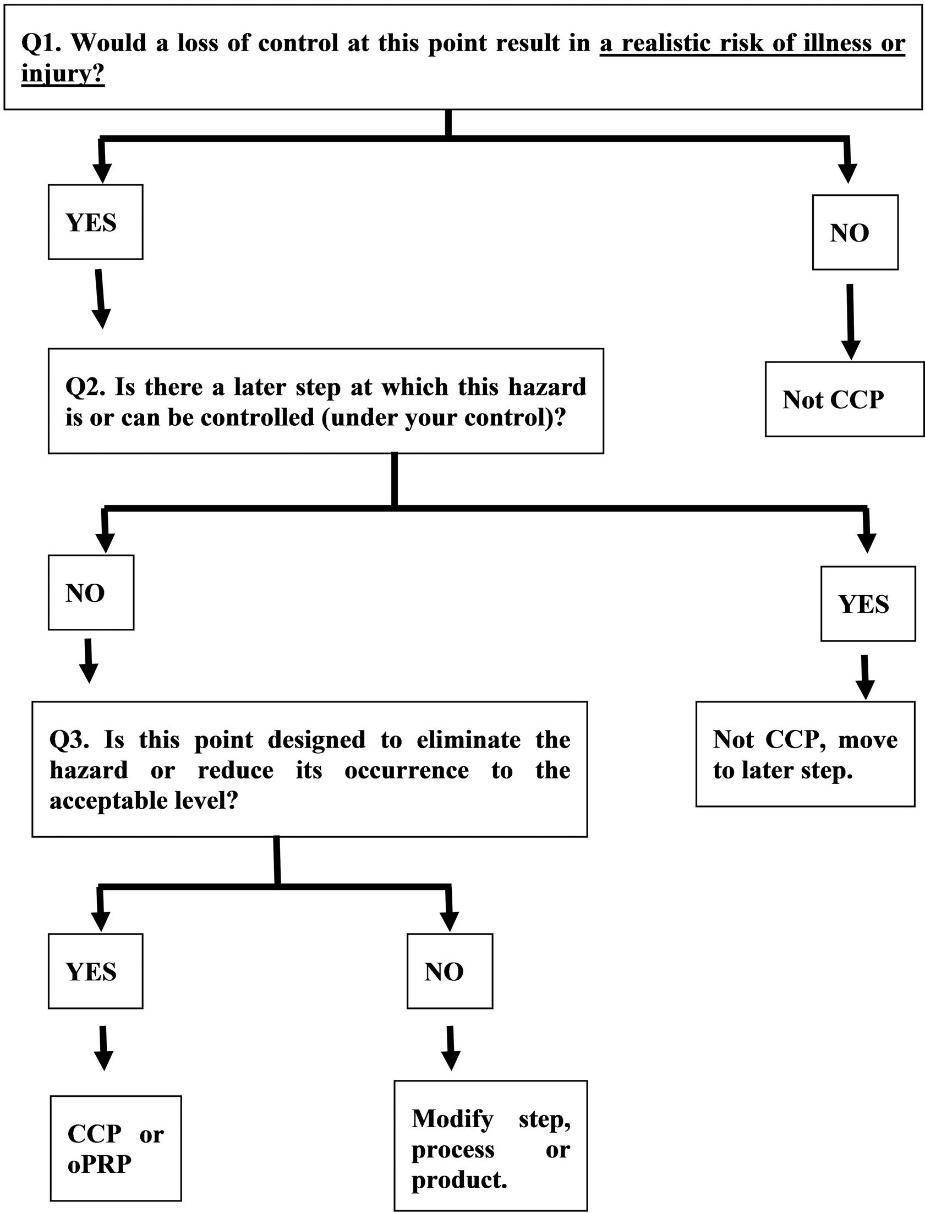 Q1. Would a loss of control at this point result in a realistic risk of illness or
injury?
YES
NO
Not CCP
Q2. Is there a later step at which this hazard
is or can be controlled (under your control)?
NO
YES
Q3. Is this point designed to eliminate the
hazard or reduce its occurrence to the
acceptable level?
Not CCP, move
to later step.
YES
NO
CCP or
oPRP
Modify step,
process or
product.